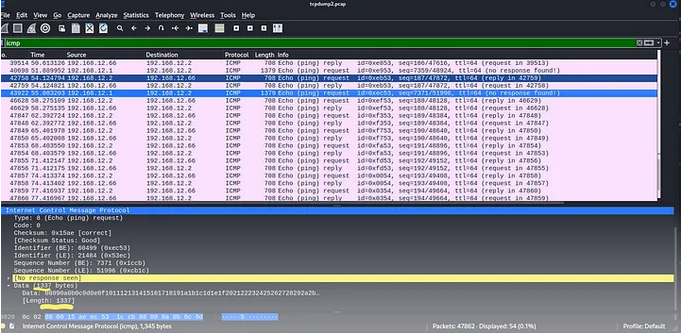 tcpdump2.pcap
File Edit View Go Capture Analyze Statistics Telephony Wireless Tools Help
icmp
No. Time Source Destination Protocol Length Info
39514 50.613126 192.168.12.66 192.168.12.2 ICMP 708 Echo (ping) reply id=0xeb53, seq=186/47616, ttl=64 (request in 39513)
40698 51.889952 192.168.12.1 192.168.12.2 ICMP 1379 Echo (ping) request id=0xe653, seq=7359/48924, ttl=64 (no response found!)
42758 54.124794 192.168.12.2 192.168.12.66 ICMP 708 Echo (ping) request id=0xeb53, seq=187/47872, ttl=64 (reply in 42759)
42759 54.124821 192.168.12.66 192.168.12.2 ICMP 708 Echo (ping) reply id=0xeb53, seq=187/47872, ttl=64 (request in 42758)
43922 192.168.12.66 192.168.12.2 ICMP 1379 Echo (ping) request id=0xec53, seq=7371/51996, ttl=64 (no response found!)
46628 58.275109 192.168.12.2 192.168.12.66 ICMP 708 Echo (ping) request id=0xef53, seq=188/48128, ttl=64 (reply in 46629)
46629 58.275135 192.168.12.66 192.168.12.2 ICMP 708 Echo (ping) reply id=0xef53, seq=188/48128, ttl=64 (request in 46628)
47847 62.392724 192.168.12.2 192.168.12.66 ICMP 708 Echo (ping) request id=0xf353, seq=189/48384, ttl=64 (reply in 47848)
47848 62.392772 192.168.12.66 192.168.12.2 ICMP 708 Echo (ping) reply id=0xf353, seq=189/48384, ttl=64 (request in 47847)
47849 65.401978 192.168.12.2 192.168.12.66 ICMP 708 Echo (ping) request seq=190/48640, ttl=64 (reply in 47850)
47850 65.402008 192.168.12.66 192.168.12.2 ICMP 708 Echo (ping) reply seq=190/48640, ttl=64 (request in 47849)
47853 68.403550 192.168.12.2 192.168.12.66 ICMP 708 Echo (ping) request seq=191/48896, ttl=64 (reply in 47854)
47854 68.403579 192.168.12.66 192.168.12.2 ICMP 708 Echo (ping) reply seq=191/48896, ttl=64 (request in 47853)
47855 71.412147 192.168.12.2 192.168.12.66 ICMP 708 Echo (ping) request id=0xfd53, seq=192/49152, ttl=64 (reply in 47856)
47856 71.412175 192.168.12.66 192.168.12.2 ICMP 708 Echo (ping) reply id=0xfd53, seq=192/49152, ttl=64 (request in 47855)
47857 74.413374 192.168.12.2 192.168.12.66 ICMP 708 Echo (ping) request id=0x0054, seq=193/49408, ttl=64 (reply in 47858)
47858 74.413402 192.168.12.66 192.168.12.2 ICMP 708 Echo (ping) reply id=0x0054, seq=193/49408, ttl=64 (request in 47857)
47859 77.416937 192.168.12.2 192.168.12.66 ICMP 708 Echo (ping) request id=0x0354, seq=194/49664, ttl=64 (reply in 47860)
47860 77.416967 192.168.12.66 192.168.12.2 ICMP 708 Echo (ping) reply id=0x0354, seq=194/49664, ttl=64 (request in 47859)
Internet Control Message Protocol
Type: 8 (Echo (ping) request)
Code: 0
Checksum: 0x15ae [correct]
[Checksum Status: Good]
Identifier (BE): 60499 (0xec53)
Identifier (LE): 21484 (0x53ec)
Sequence Number (BE): 7371 (0x1ccb)
Sequence Number (LE): 51996 (0xcb1c)
[No response seen]
Data (1337 bytes)
Data: 08090a0b0c0d0e0f101112131415161718191a1b1c1d1e1f202122232425262728292a2b…
[Length: 1337]
0020 0c 02 08 00 15 ae ec 53 1c cb 08 09 0a 0b 0c 0d
Internet Control Message Protocol (icmp), 1,345 bytes
Packets: 47862 · Displayed: 54 (0.1%)
Profile: Default